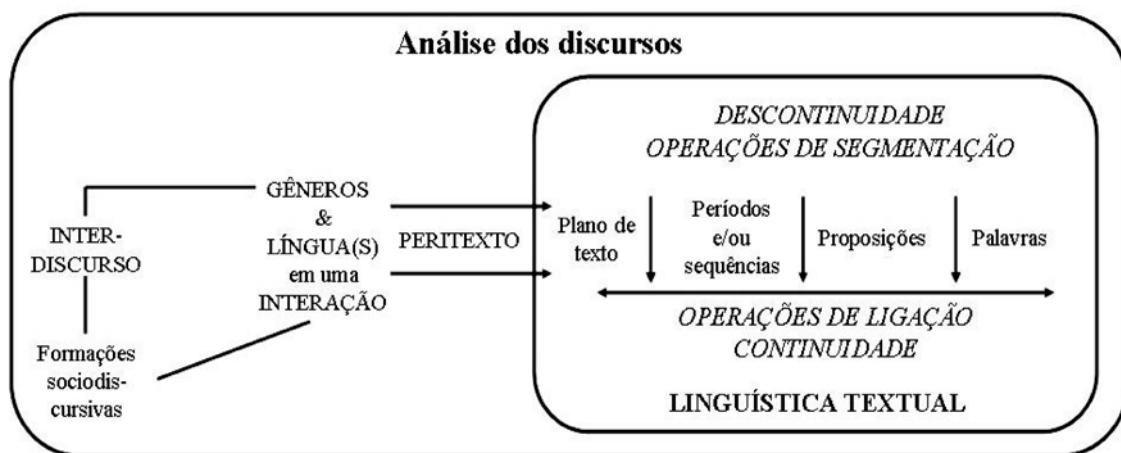 Análise dos discursos
DESCONTINUIDADE
OPERAÇÕES DE SEGMENTAÇÃO
INTER-
DISCURSO
Formações
sociodis-
cursivas
GÊNEROS
&
LÍNGUA(S)
em uma
INTERAÇÃO
PERITEXTO
Plano de
texto
Períodos
e/ou
sequências
Proposições
Palavras
OPERAÇÕES DE LIGAÇÃO
CONTINUIDADE
LINGUÍSTICA TEXTUAL